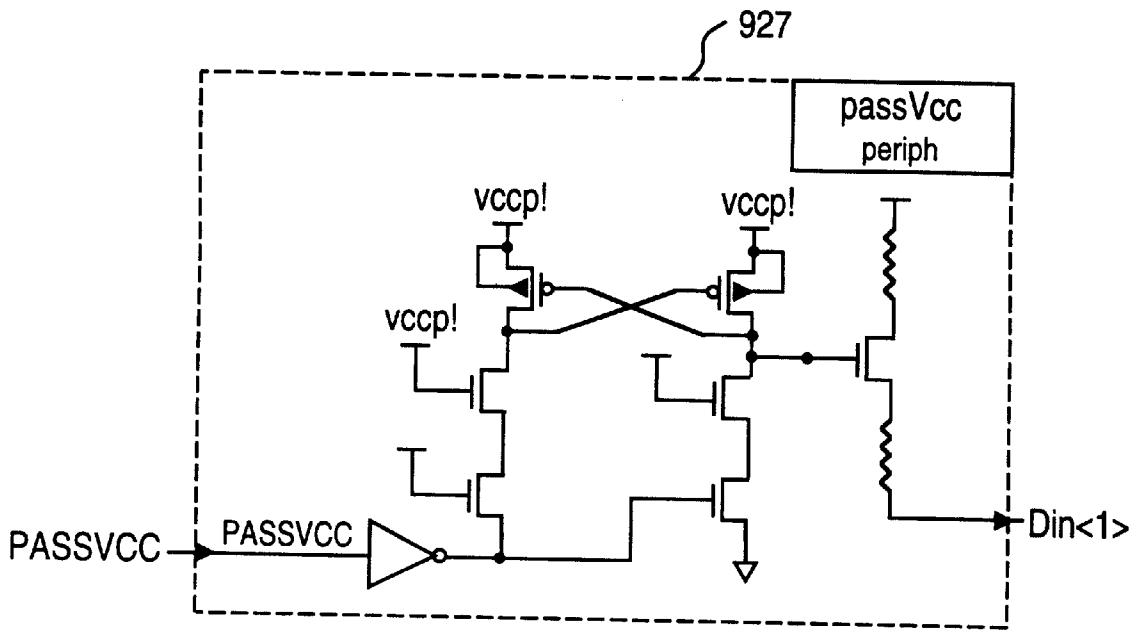 927
passVcc
periph
vccp!
vccp!
vccp!
PASSVCC
PASSVCC
Din<1>